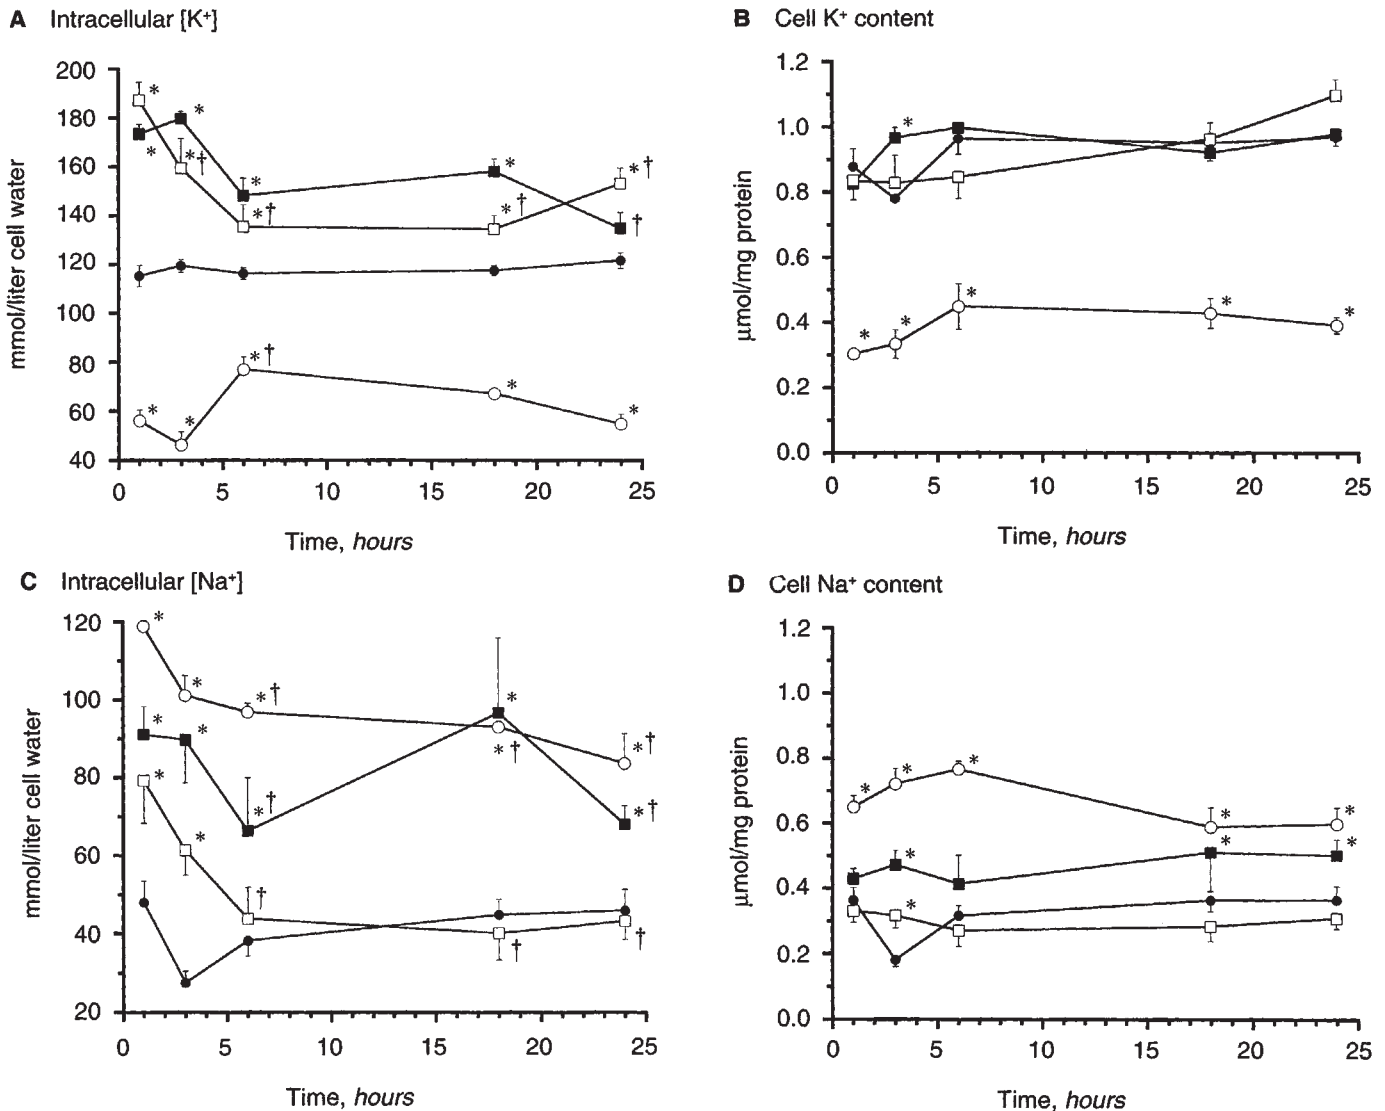 A Intracellular [K⁺]
200
180
160
140
120
100
80
60
40
mmol/liter cell water
* * * *† * *† * *† *† † *† * * * *
0 5 10 15 20 25
Time, hours
B Cell K⁺ content
1.2
1.0
0.8
0.6
0.4
0.2
0.0
μmol/mg protein
* * * * * *
0 5 10 15 20 25
Time, hours
C Intracellular [Na⁺]
120
100
80
60
40
20
mmol/liter cell water
* * *† *† *† * * *† * *† * * † † †
0 5 10 15 20 25
Time, hours
D Cell Na⁺ content
1.2
1.0
0.8
0.6
0.4
0.2
0.0
μmol/mg protein
* * * * * * * * *
0 5 10 15 20 25
Time, hours